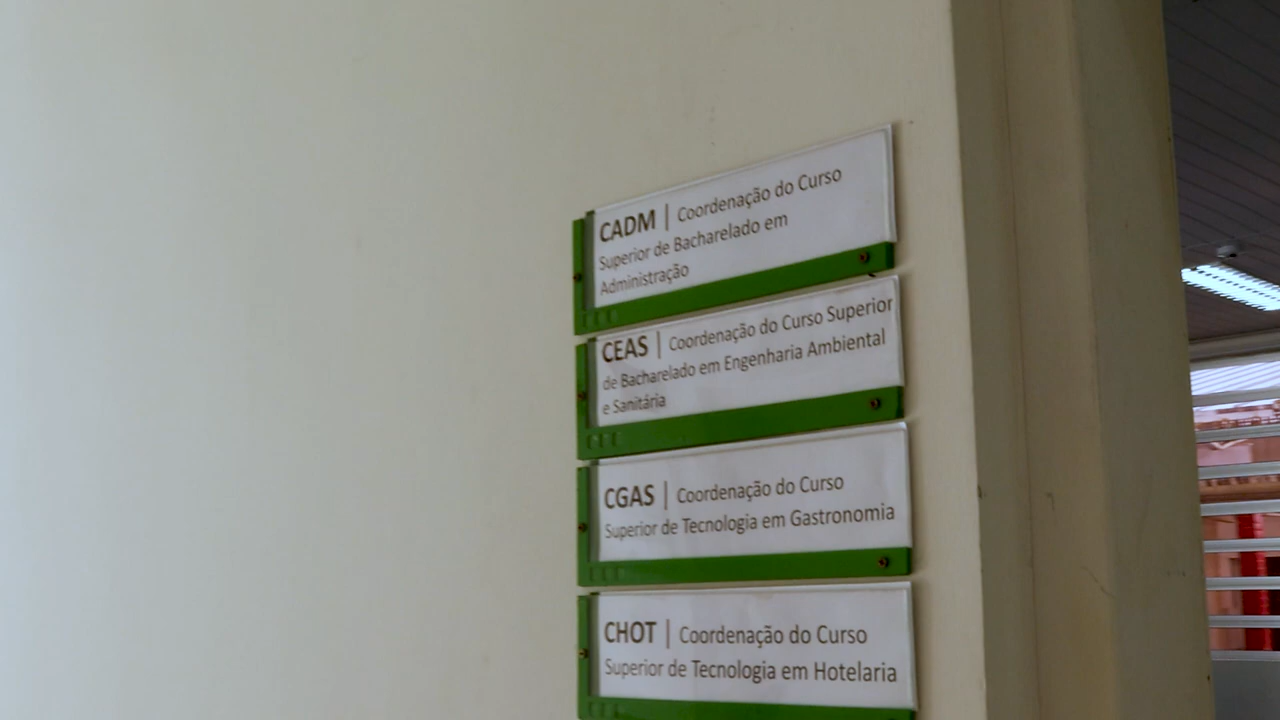 CADM | Coordenação do Curso
Superior de Bacharelado em
Administração
CEAS | Coordenação do Curso Superior
de Bacharelado em Engenharia Ambiental
e Sanitária
CGAS | Coordenação do Curso
Superior de Tecnologia em Gastronomia
CHOT | Coordenação do Curso
Superior de Tecnologia em Hotelaria